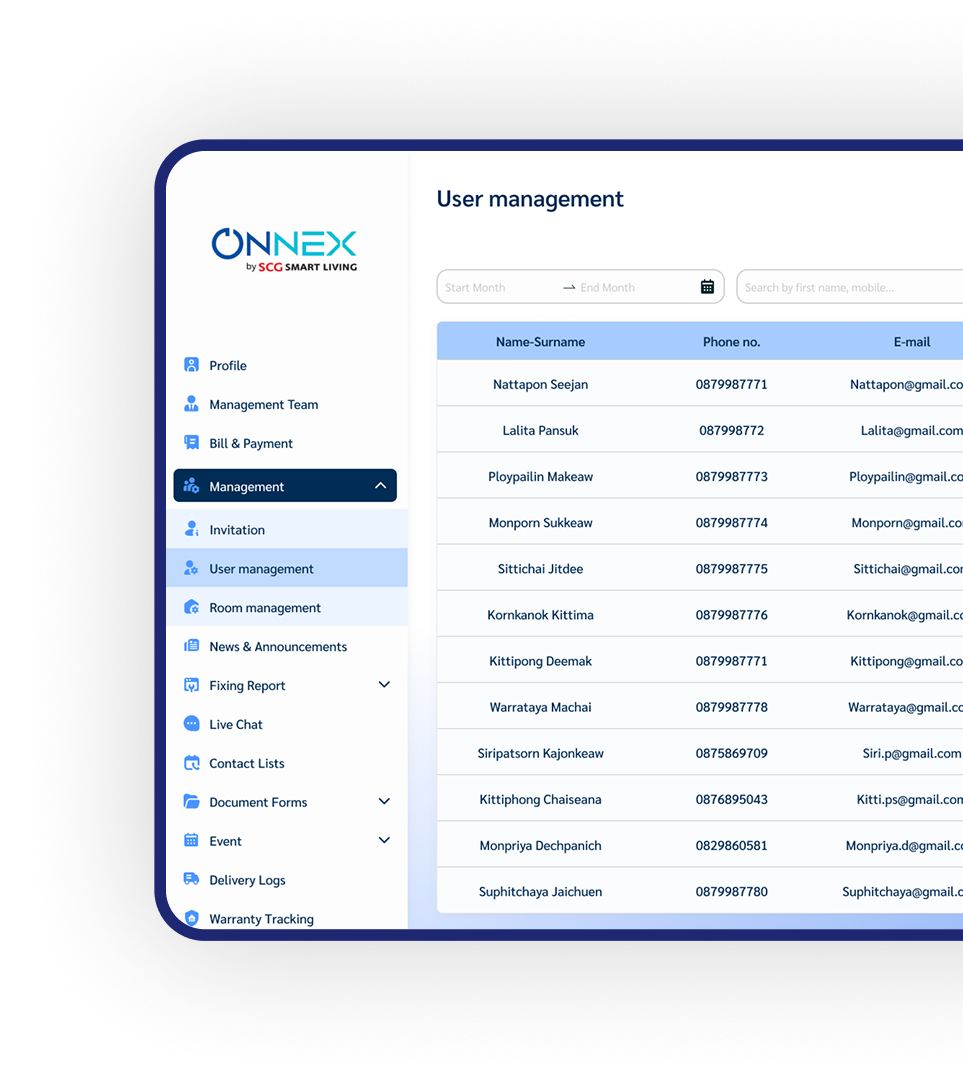 User management
ONNEX
by SCG SMART LIVING
Start Month End Month
Search by first name, mobile...
Name-Surname Phone no. E-mail
Nattapon Seejan 0879987771 Nattapon@gmail.co
Lalita Pansuk 087998772 Lalita@gmail.com
Ploypailin Makeaw 0879987773 Ploypailin@gmail.co
Monporn Sukkeaw 0879987774 Monporn@gmail.co
Sittichai Jitdee 0879987775 Sittichai@gmail.co
Kornkanok Kittima 0879987776 Kornkanok@gmail.co
Kittipong Deemak 0879987771 Kittipong@gmail.co
Warrataya Machai 0879987778 Warrataya@gmail.co
Siripatsorn Kajonkeaw 0875869709 Siri.p@gmail.com
Kittiphong Chaiseana 0876895043 Kitti.ps@gmail.com
Monpriya Dechpanich 0829860581 Monpriya.d@gmail.co
Suphitchaya Jaichuen 0879987780 Suphitchaya@gmail.c
Profile
Management Team
Bill & Payment
Management
Invitation
User management
Room management
News & Announcements
Fixing Report
Live Chat
Contact Lists
Document Forms
Event
Delivery Logs
Warranty Tracking